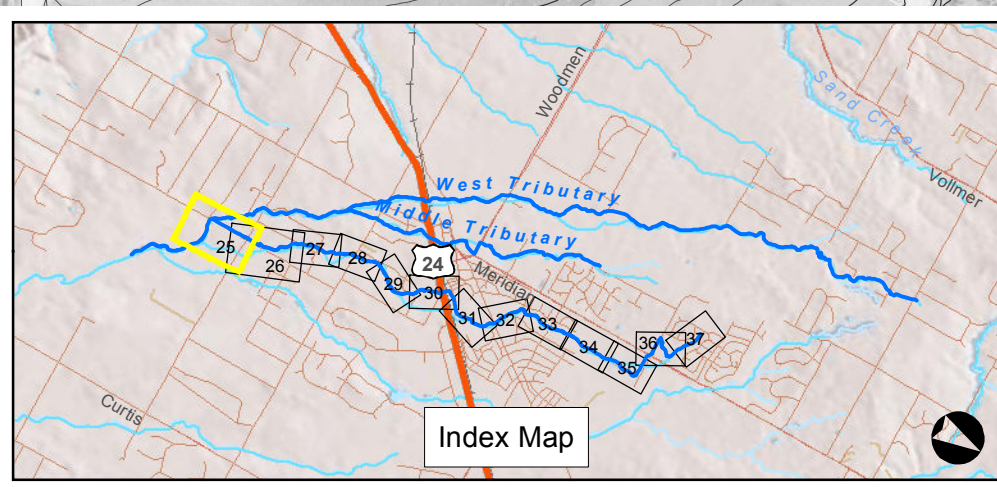 Woodmen
Sand Creek
Vollmer
West Tributary
Middle Tributary
24
Meridian
25
26
27
28
29
30
31
32
33
34
35
36
37
Curtis
Index Map